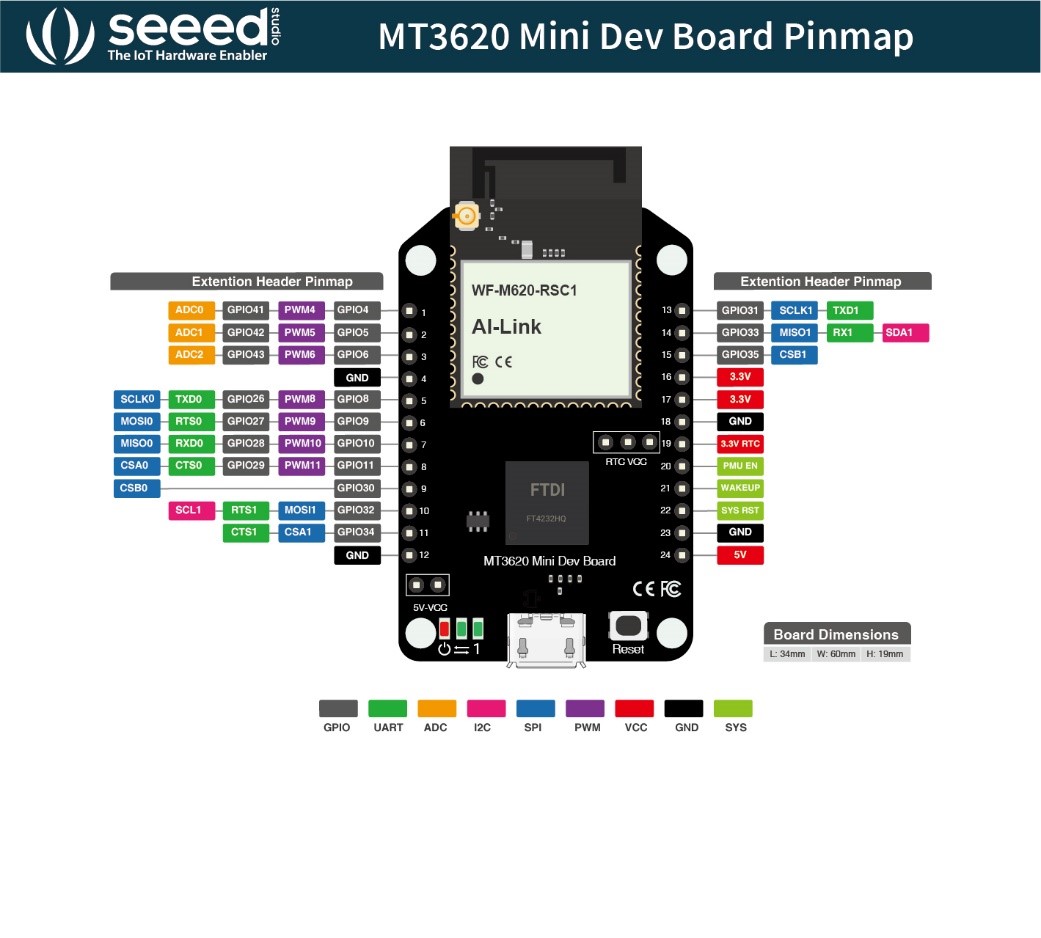 seeed studio
The IoT Hardware Enabler
MT3620 Mini Dev Board Pinmap
Extention Header Pinmap
ADC0 GPIO41 PWM4 GPIO4 1
ADC1 GPIO42 PWM5 GPIO5 2
ADC2 GPIO43 PWM6 GPIO6 3
GND 4
SCLK0 TXD0 GPIO26 PWM8 GPIO8 5
MOSI0 RTS0 GPIO27 PWM9 GPIO9 6
MISO0 RXD0 GPIO28 PWM10 GPIO10 7
CSA0 CTS0 GPIO29 PWM11 GPIO11 8
CSB0 GPIO30 9
SCL1 RTS1 MOSI1 GPIO32 10
CTS1 CSA1 GPIO34 11
GND 12
WF-M620-RSC1
AI-Link
FC CE
RTC VCC
FTDI
FT4232HQ
MT3620 Mini Dev Board
CE FC
5V-VCC
1
Reset
Extention Header Pinmap
13 GPIO31 SCLK1 TXD1
14 GPIO33 MISO1 RX1 SDA1
15 GPIO35 CSB1
16 3.3V
17 3.3V
18 GND
19 3.3V RTC
20 PMU EN
21 WAKEUP
22 SYS RST
23 GND
24 5V
Board Dimensions
L: 34mm W: 60mm H: 19mm
GPIO UART ADC I2C SPI PWM VCC GND SYS